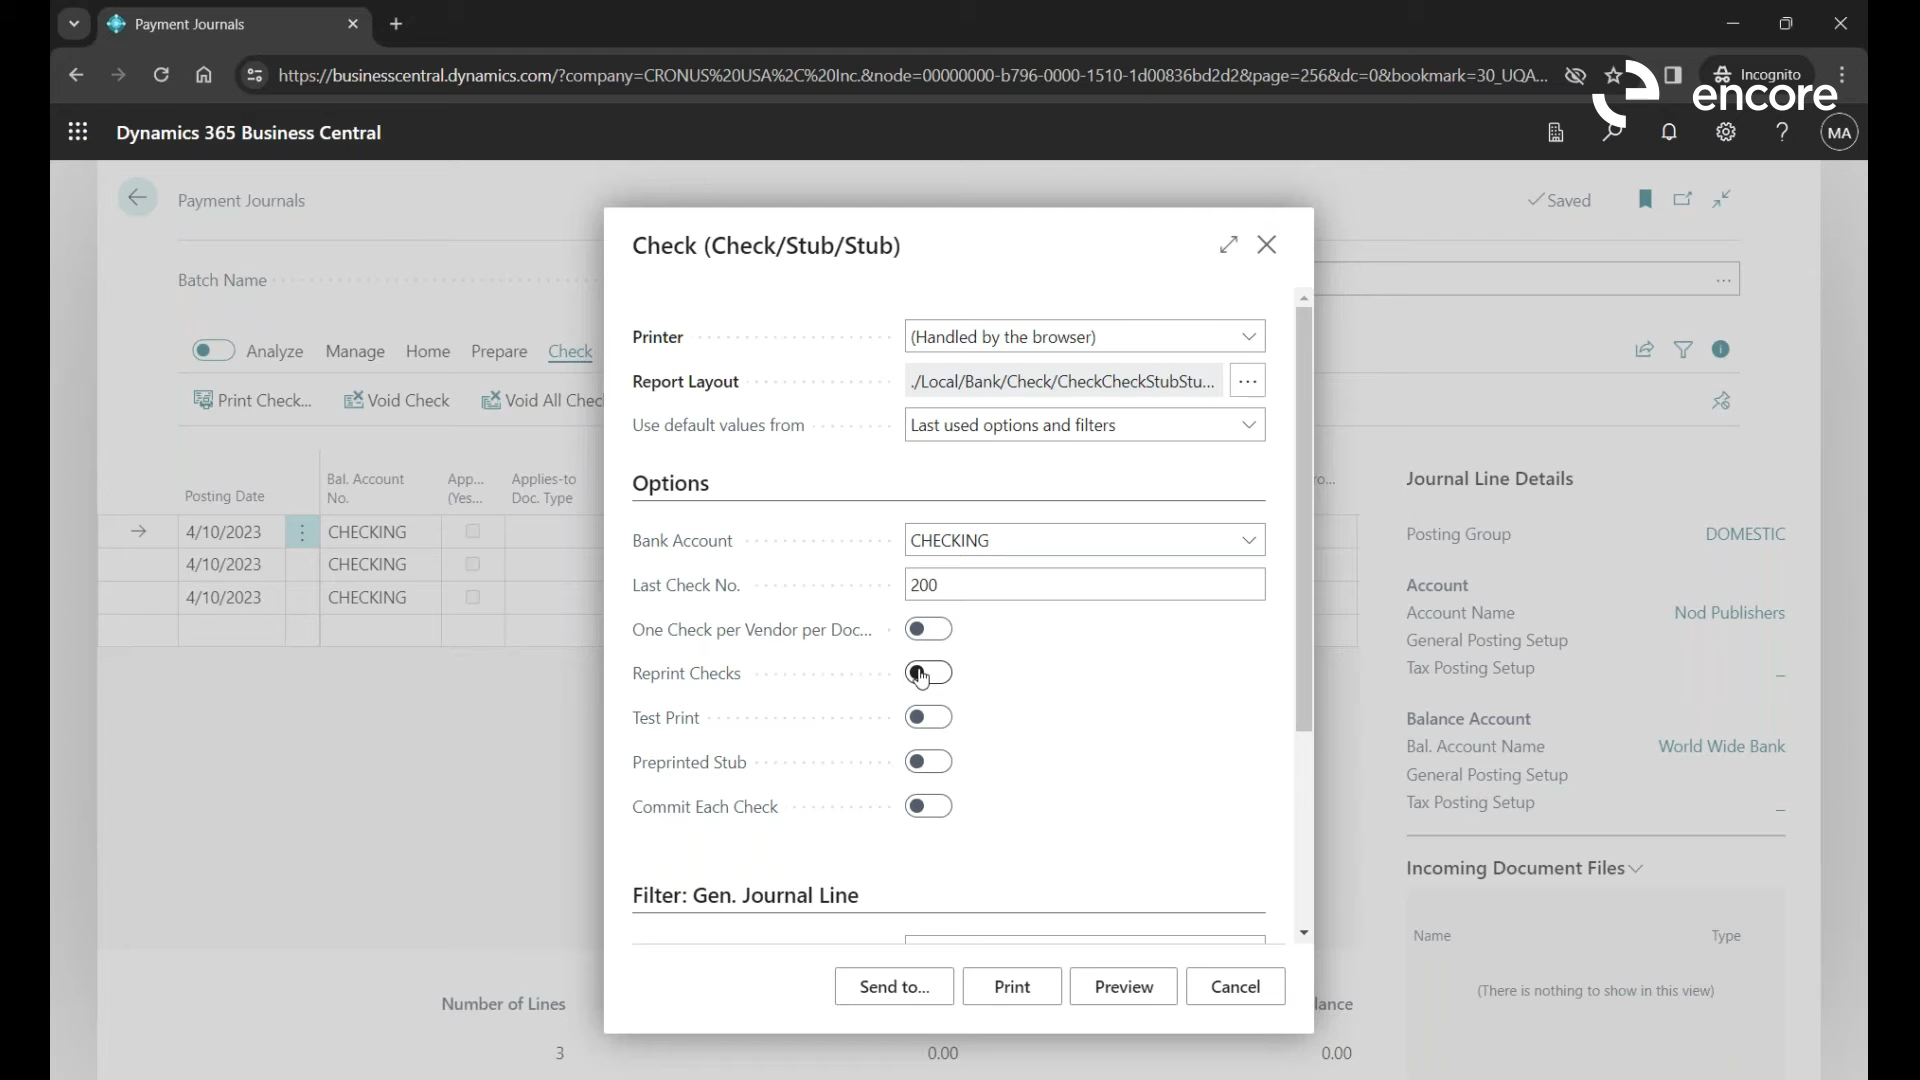 Payment Journals
https://businesscentral.dynamics.com/?company=CRONUS%20USA%2C%20Inc.&node=00000000-b796-0000-1510-1d00836bd2d2&page=256&dc=0&bookmark=30_UQA...
Incognito
encore
Dynamics 365 Business Central
MA
Payment Journals
Saved
Batch Name
Analyze Manage Home Prepare Check
Print Check... Void Check Void All Chec
Posting Date
Bal. Account No.
App... (Yes...
Applies-to Doc. Type
ro...
4/10/2023 CHECKING
4/10/2023 CHECKING
4/10/2023 CHECKING
Number of Lines
lance
3
0.00
0.00
Check (Check/Stub/Stub)
Printer (Handled by the browser)
Report Layout ./Local/Bank/Check/CheckCheckStubStu... ...
Use default values from Last used options and filters
Options
Bank Account CHECKING
Last Check No. 200
One Check per Vendor per Doc...
Reprint Checks
Test Print
Preprinted Stub
Commit Each Check
Filter: Gen. Journal Line
Send to... Print Preview Cancel
Journal Line Details
Posting Group DOMESTIC
Account
Account Name Nod Publishers
General Posting Setup
Tax Posting Setup _
Balance Account
Bal. Account Name World Wide Bank
General Posting Setup
Tax Posting Setup _
Incoming Document Files
Name Type
(There is nothing to show in this view)